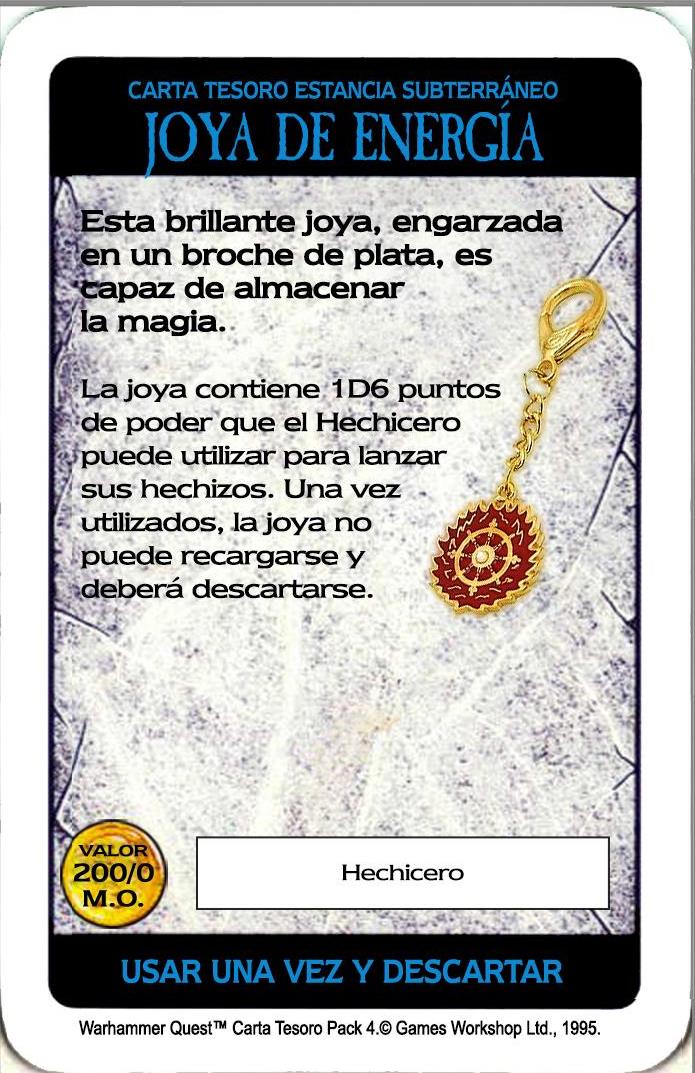 CARTA TESORO ESTANCIA SUBTERRÁNEO
JOYA DE ENERGÍA
Esta brillante joya, engarzada
en un broche de plata, es
capaz de almacenar
la magia.
La joya contiene 1D6 puntos
de poder que el Hechicero
puede utilizar para lanzar
sus hechizos. Una vez
utilizados, la joya no
puede recargarse y
deberá descartarse.
VALOR
200/0
M.O.
Hechicero
USAR UNA VEZ Y DESCARTAR
Warhammer Quest™ Carta Tesoro Pack 4.© Games Workshop Ltd., 1995.